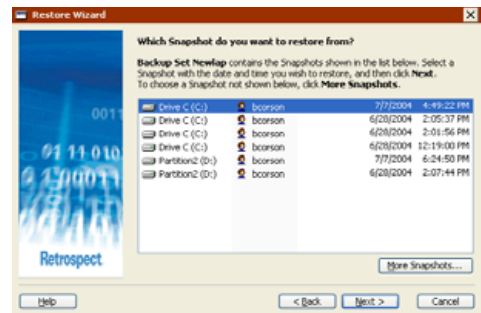 Restore Wizard
Which Snapshot do you want to restore from?
Backup Set Newlap contains the Snapshots shown in the list below. Select a
Snapshot with the date and time you wish to restore, and then click Next.
To choose a Snapshot not shown below, click More Snapshots.
Drive C (C:) bcorson 7/7/2004 4:49:22 PM
Drive C (C:) bcorson 6/28/2004 2:05:37 PM
Drive C (C:) bcorson 6/28/2004 2:01:56 PM
Drive C (C:) bcorson 6/28/2004 12:19:00 PM
Partition2 (D:) bcorson 7/7/2004 6:24:50 PM
Partition2 (D:) bcorson 6/28/2004 2:07:44 PM
Retrospect
More Snapshots...
Help
< Back
Next >
Cancel